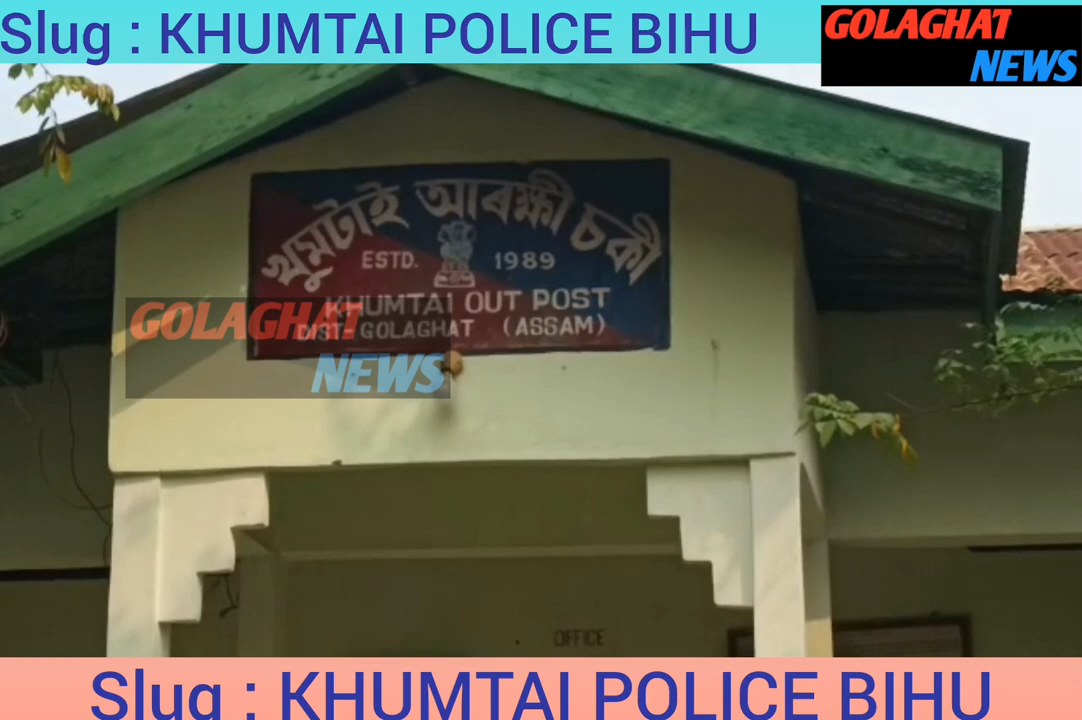 Slug : KHUMTAI POLICE BIHU
GOLAGHAT
NEWS
খুমটাই আৰক্ষী চকী
ESTD. 1989
KHUMTAI OUT POST
DIST-GOLAGHAT (ASSAM)
GOLAGHAT
NEWS
OFFICE
Slug : KHUMTAI POLICE BIHU